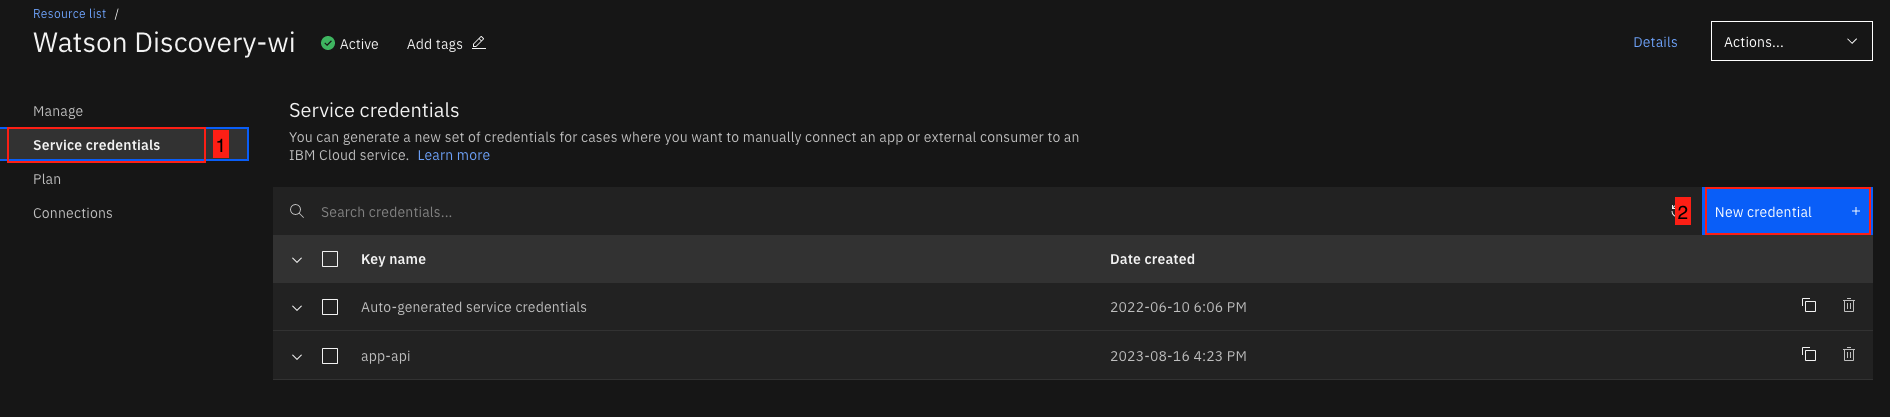 Resource list /
Watson Discovery-wi Active Add tags Details Actions...
Manage
Service credentials 1
Plan
Connections
Service credentials
You can generate a new set of credentials for cases where you want to manually connect an app or external consumer to an
IBM Cloud service. Learn more
Search credentials... 2 New credential +
Key name Date created
Auto-generated service credentials 2022-06-10 6:06 PM
app-api 2023-08-16 4:23 PM